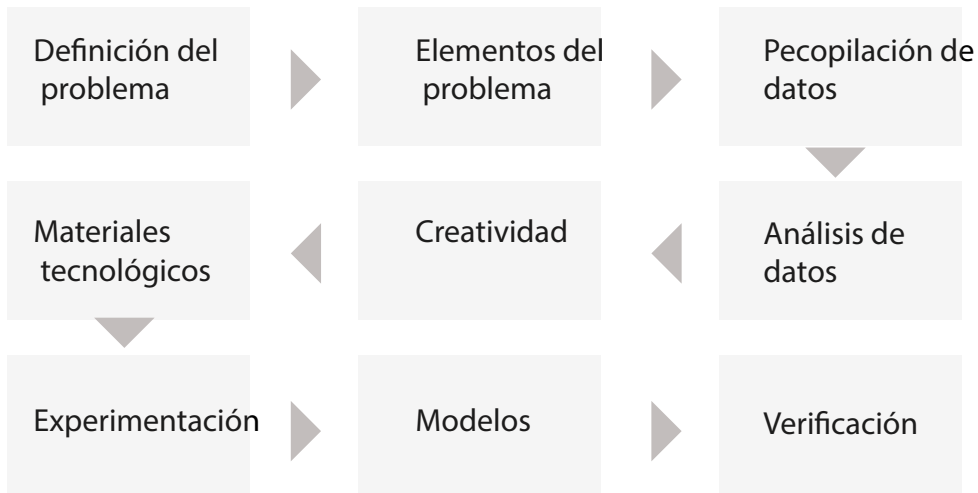 Definición del
problema
Elementos del
problema
Pecopilación de
datos
Análisis de
datos
Creatividad
Materiales
tecnológicos
Experimentación
Modelos
Verificación